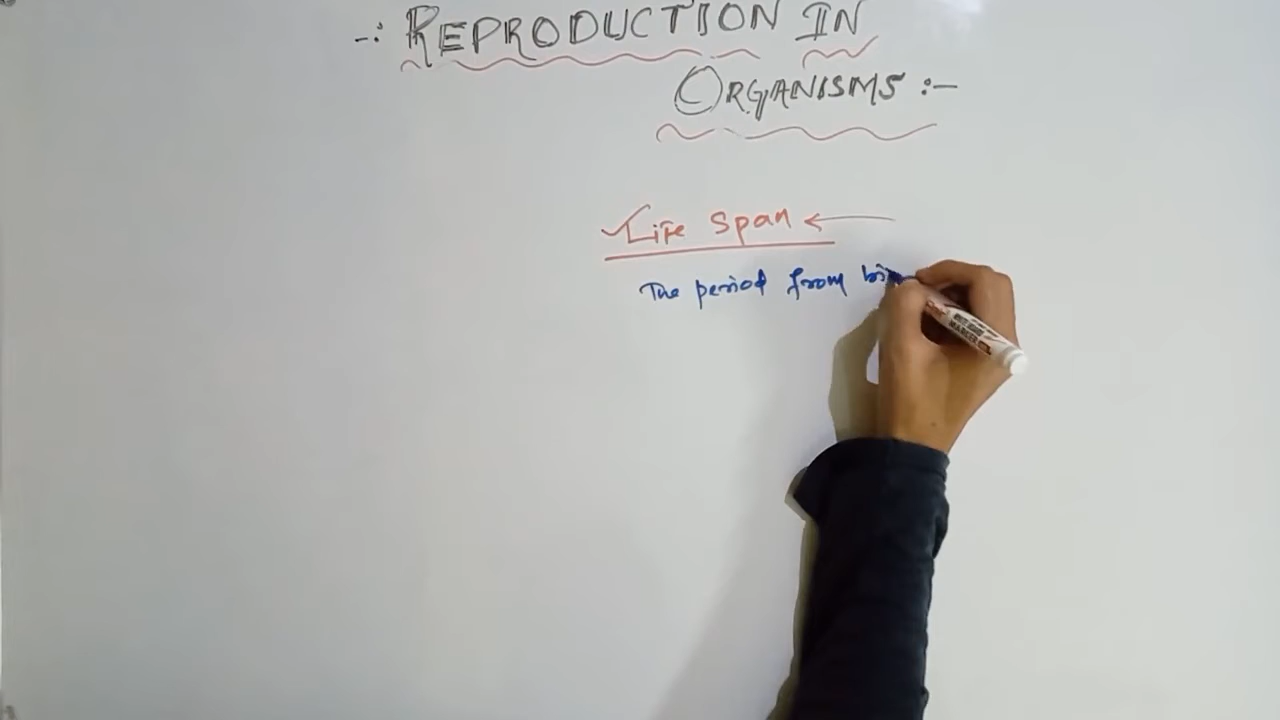 -: REPRODUCTION IN
ORGANISMS :-
Life Span ←
The period from